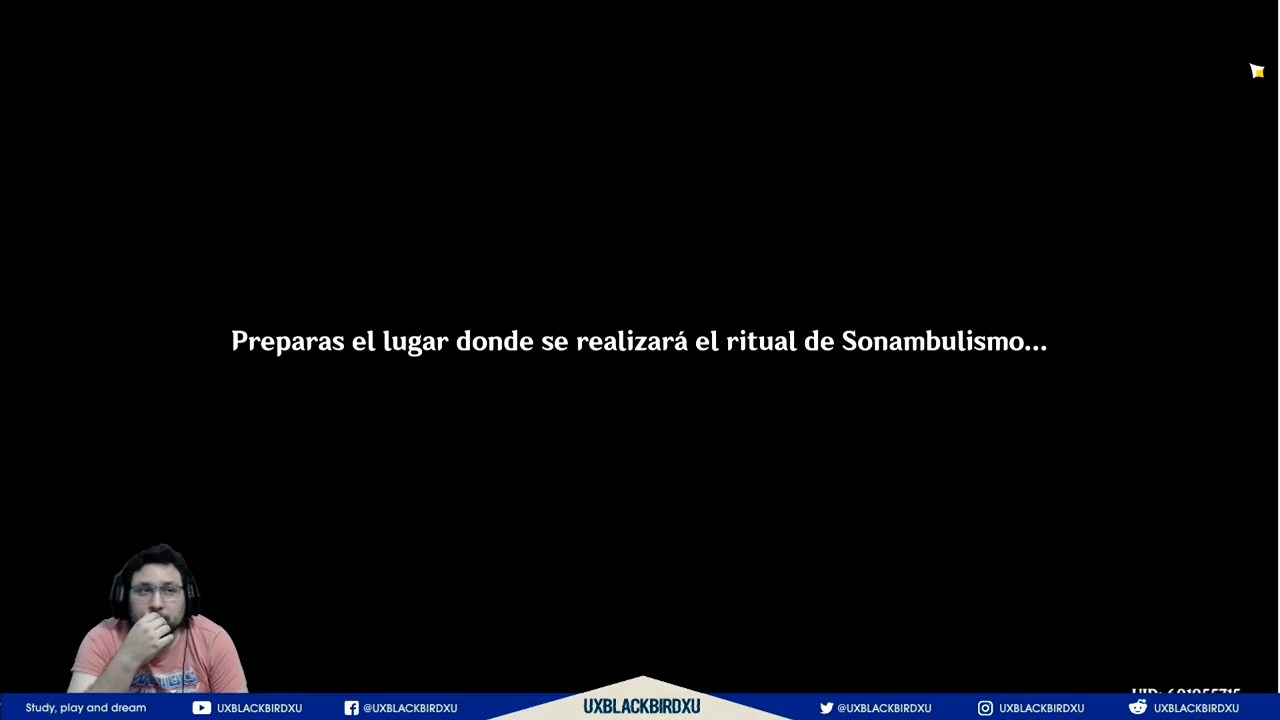 Preparas el lugar donde se realizará el ritual de Sonambulismo...
Study, play and dream
UXBLACKBIRDXU
@UXBLACKBIRDXU
UXBLACKBIRDXU
@UXBLACKBIRDXU
UXBLACKBIRDXU
UXBLACKBIRDXU